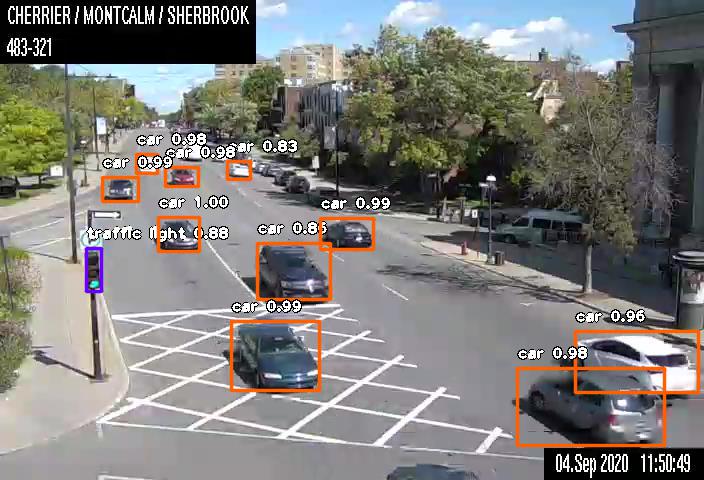 CHERRIER / MONTCALM / SHERBROOK
483-321
car 0.98
car 0.99
car 0.98
car 0.83
car 1.00
car 0.99
traffic light 0.88
car 0.86
car 0.99
car 0.96
car 0.98
04.Sep 2020 11:50:49